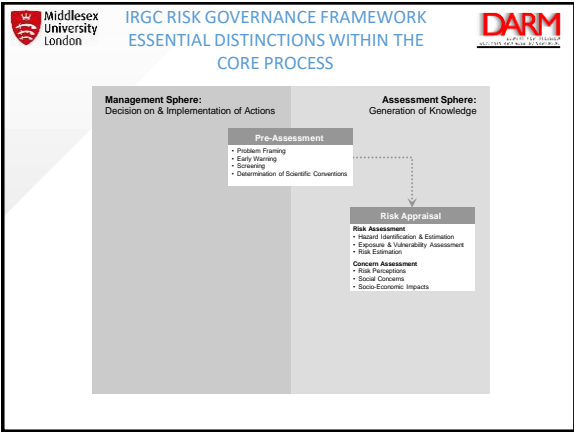 Middlesex
University
London
IRGC RISK GOVERNANCE FRAMEWORK
ESSENTIAL DISTINCTIONS WITHIN THE
CORE PROCESS
DARM
Management Sphere:
Decision on & Implementation of Actions
Assessment Sphere:
Generation of Knowledge
Pre-Assessment
• Problem Framing
• Early Warning
• Screening
• Determination of Scientific Conventions
Risk Appraisal
Risk Assessment
• Hazard Identification & Estimation
• Exposure & Vulnerability Assessment
• Risk Estimation
Concern Assessment
• Risk Perceptions
• Social Concerns
• Socio-Economic Impacts